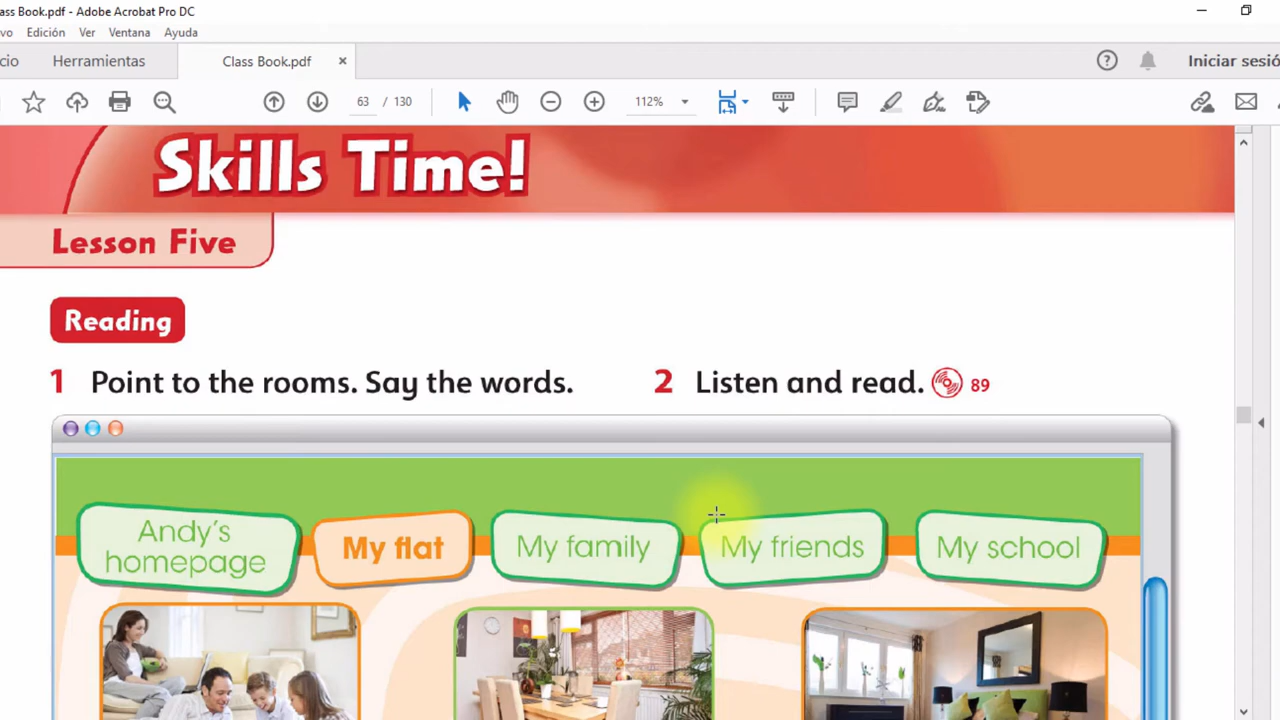 lass Book.pdf - Adobe Acrobat Pro DC
vo Edición Ver Ventana Ayuda
cio Herramientas Class Book.pdf × Iniciar sesió
63 / 130 112%
Skills Time!
Lesson Five
Reading
1 Point to the rooms. Say the words. 2 Listen and read. 89
Andy's
homepage
My flat
My family
My friends
My school